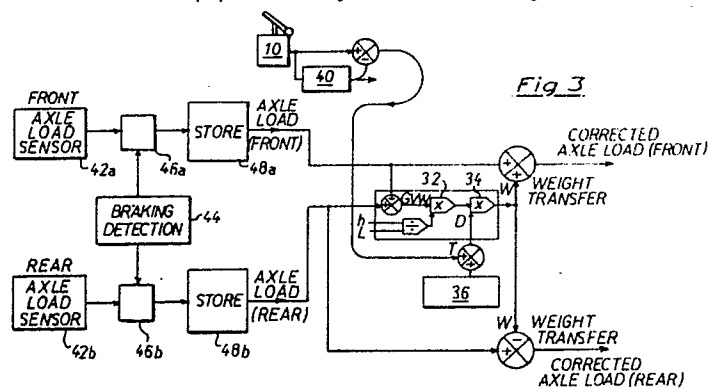 10
40
Fig 3
FRONT
AXLE
LOAD
SENSOR
42a
46a
STORE
48a
AXLE
LOAD
(FRONT)
CORRECTED
AXLE LOAD (FRONT)
WEIGHT
TRANSFER
W
32
34
GVW
X
X
h
L
÷
D
T
BRAKING
DETECTION
44
36
REAR
AXLE
LOAD
SENSOR
42b
46b
STORE
48b
AXLE
LOAD
(REAR)
W
WEIGHT
TRANSFER
CORRECTED
AXLE LOAD (REAR)